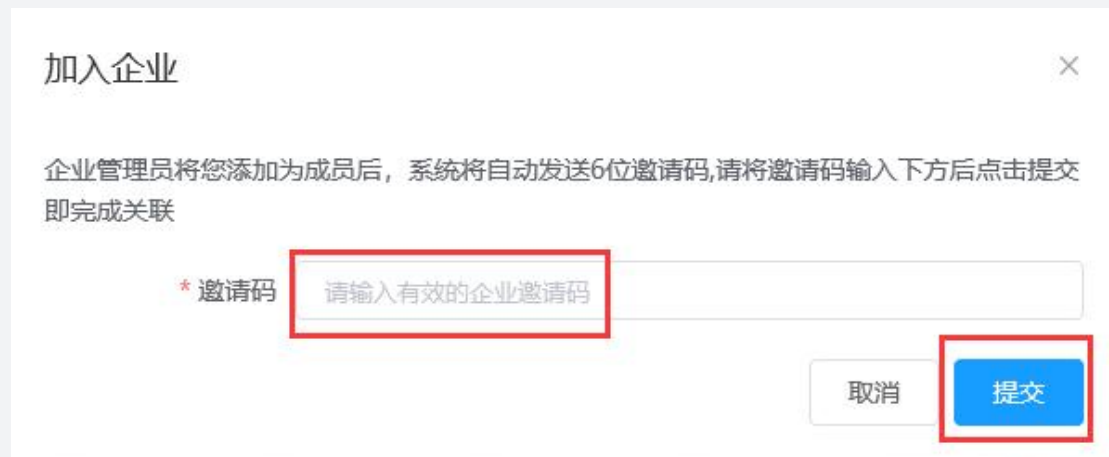 加入企业
企业管理员将您添加为成员后，系统将自动发送6位邀请码,请将邀请码输入下方后点击提交
即完成关联
* 邀请码 请输入有效的企业邀请码
取消 提交